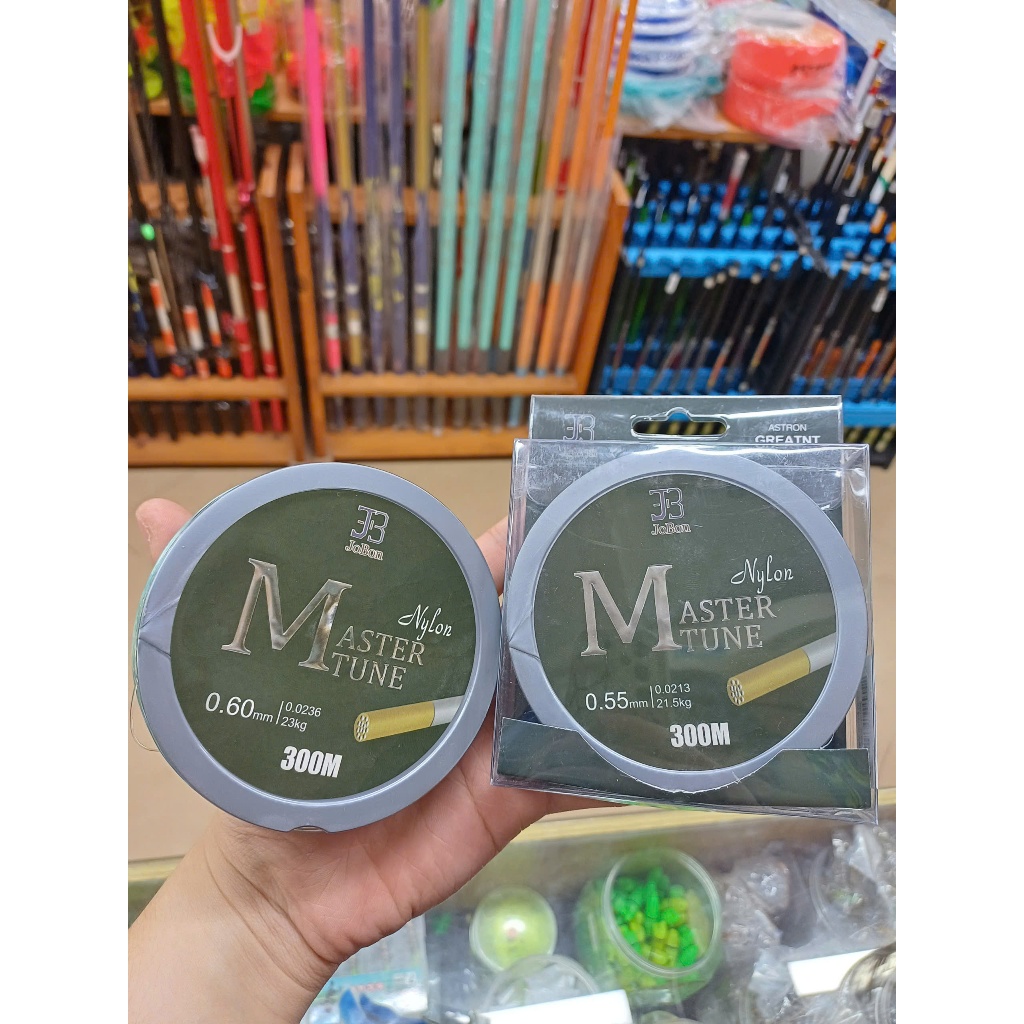 JB
JoBon
Nylon
MASTER
TUNE
0.60mm
0.0236
23kg
300M
JB
ASTRON
GREATNT
JB
JoBon
Nylon
MASTER
TUNE
0.55mm
0.0213
21.5kg
300M